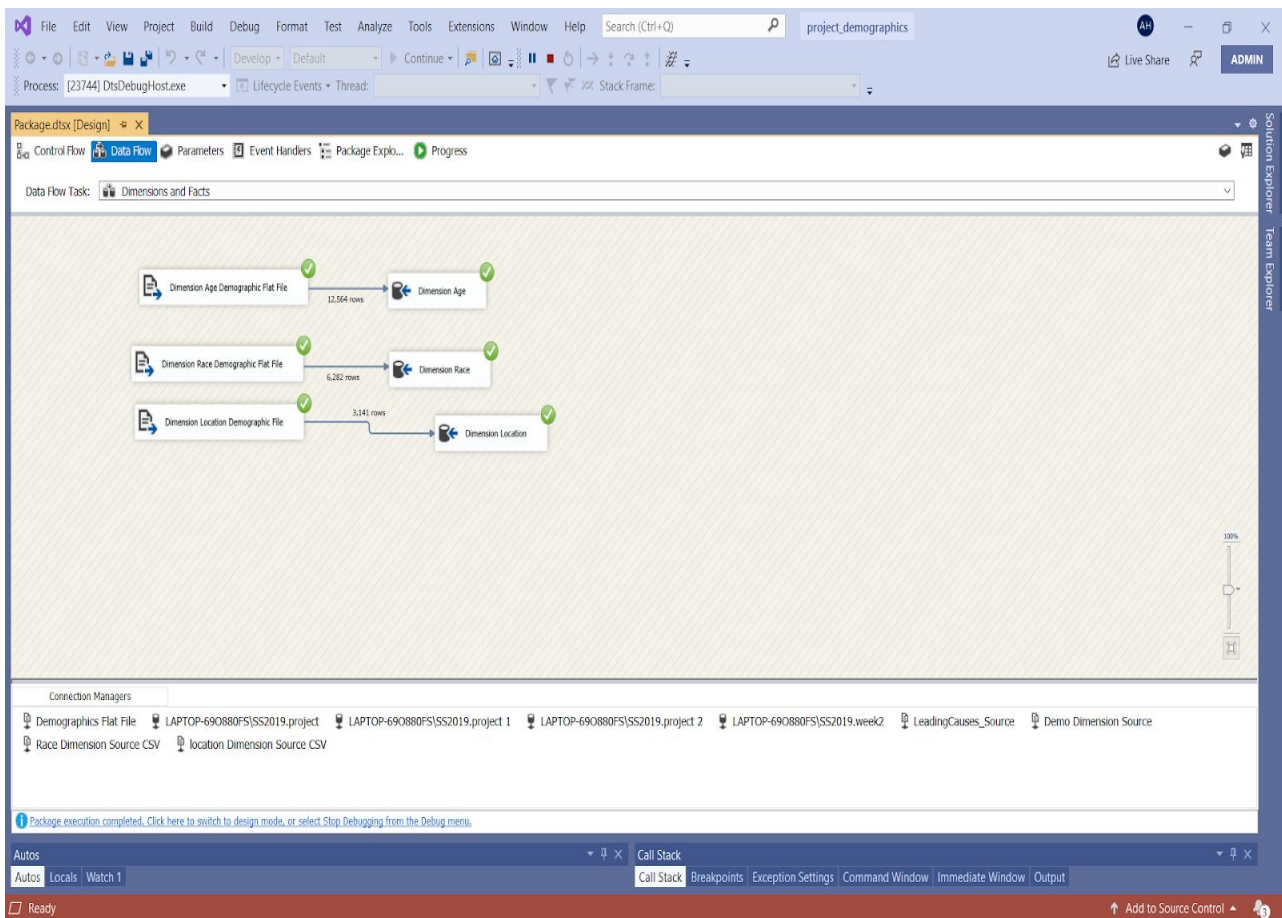 File Edit View Project Build Debug Format Test Analyze Tools Extensions Window Help Search (Ctrl+Q) project_demographics AH
Develop Default Continue Live Share ADMIN
Process: [23744] DtsDebugHost.exe Lifecycle Events Thread: Stack Frame:
Package.dtsx [Design]
Control Flow Data Flow Parameters Event Handlers Package Explo... Progress
Data Flow Task: Dimensions and Facts
Solution Explorer
Team Explorer
Dimension Age Demographic Flat File
12,564 rows
Dimension Age
Dimension Race Demographic Flat File
6,282 rows
Dimension Race
Dimension Location Demographic File
3,141 rows
Dimension Location
100%
Connection Managers
Demographics Flat File LAPTOP-69O880FS\SS2019.project LAPTOP-69O880FS\SS2019.project 1 LAPTOP-69O880FS\SS2019.project 2 LAPTOP-69O880FS\SS2019.week2 LeadingCauses_Source Demo Dimension Source
Race Dimension Source CSV location Dimension Source CSV
Package execution completed. Click here to switch to design mode, or select Stop Debugging from the Debug menu.
Autos
Autos Locals Watch 1
Call Stack
Call Stack Breakpoints Exception Settings Command Window Immediate Window Output
Ready Add to Source Control 3